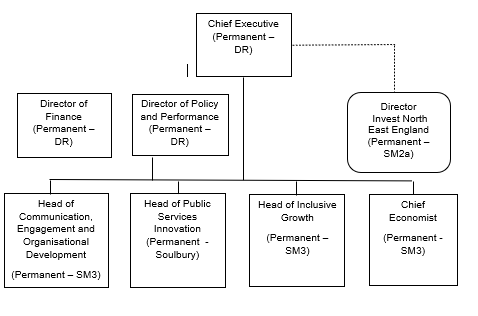 Chief Executive
(Permanent –
DR)
Director of
Finance
(Permanent –
DR)
Director of Policy
and Performance
(Permanent –
DR)
Director
Invest North
East England
(Permanent –
SM2a)
Head of
Communication,
Engagement and
Organisational
Development
(Permanent – SM3)
Head of Public
Services
Innovation
(Permanent -
Soulbury)
Head of Inclusive
Growth
(Permanent –
SM3)
Chief
Economist
(Permanent -
SM3)